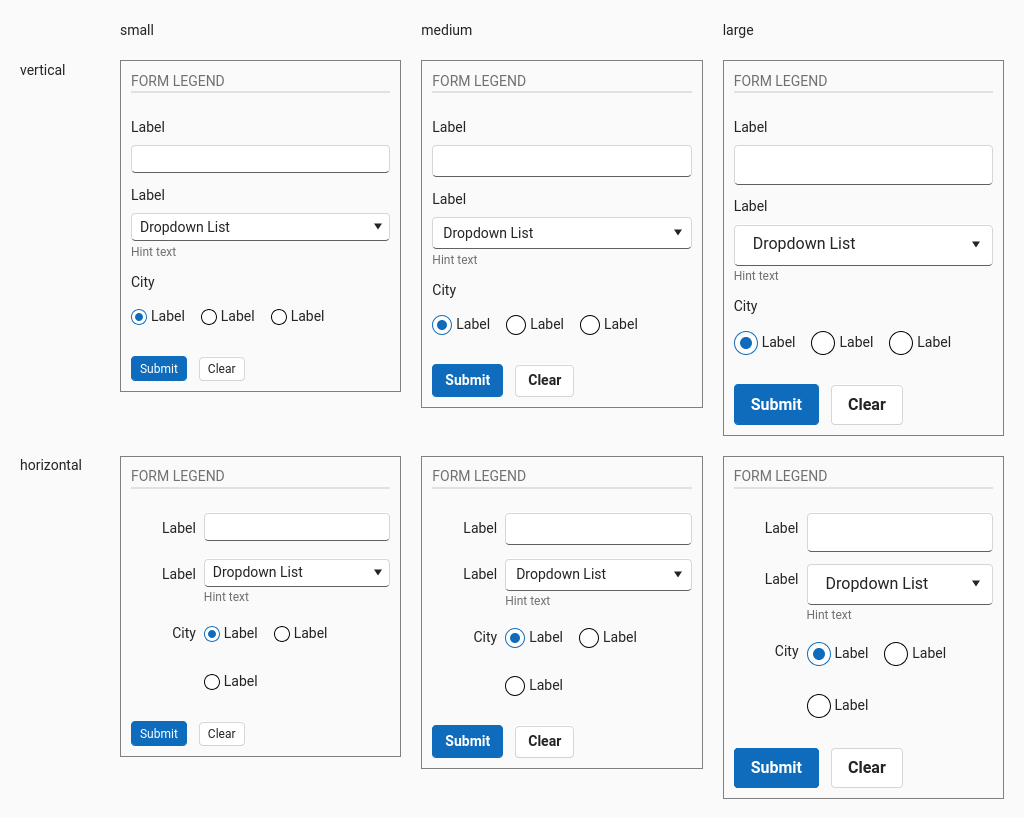 small medium large
vertical
FORM LEGEND FORM LEGEND FORM LEGEND
Label Label Label
Label Label Label
Dropdown List Dropdown List Dropdown List
Hint text Hint text Hint text
City City City
Label Label Label Label Label Label Label Label Label
Submit Clear Submit Clear Submit Clear
horizontal
FORM LEGEND FORM LEGEND FORM LEGEND
Label Label Label
Label Dropdown List Label Dropdown List Label Dropdown List
Hint text Hint text Hint text
City Label Label City Label Label City Label Label
Label Label Label
Submit Clear Submit Clear Submit Clear